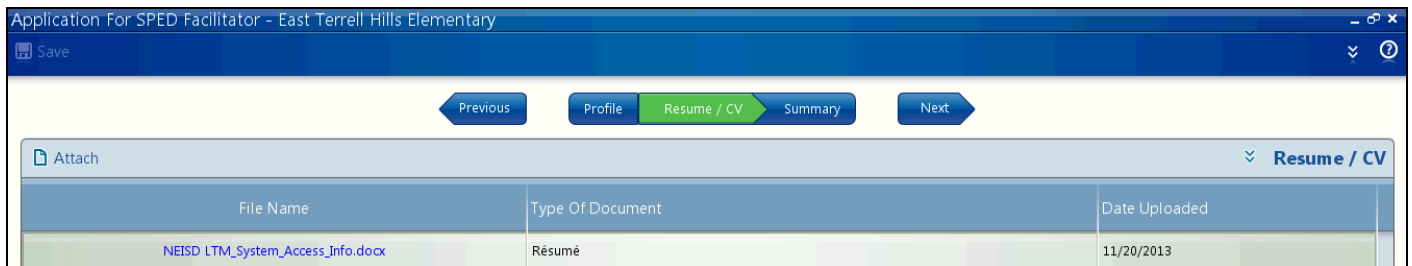 Application For SPED Facilitator - East Terrell Hills Elementary
Save
Previous Profile Resume / CV Summary Next
Attach Resume / CV
File Name Type Of Document Date Uploaded
NEISD LTM_System_Access_Info.docx Résumé 11/20/2013